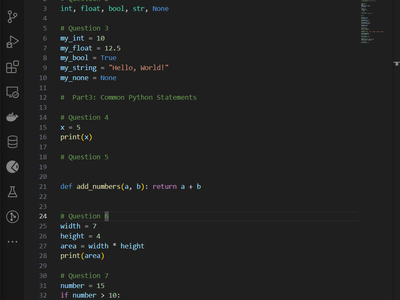 3 int, float, bool, str, None
4
5 # Question 3
6 my_int = 10
7 my_float = 12.5
8 my_bool = True
9 my_string = "Hello, World!"
10 my_none = None
11
12 #  Part3: Common Python Statements
13
14 # Question 4
15 x = 5
16 print(x)
17
18 # Question 5
19
20
21 def add_numbers(a, b): return a + b
22
23
24 # Question 6
25 width = 7
26 height = 4
27 area = width * height
28 print(area)
29
30 # Question 7
31 number = 15
32 if number > 10: